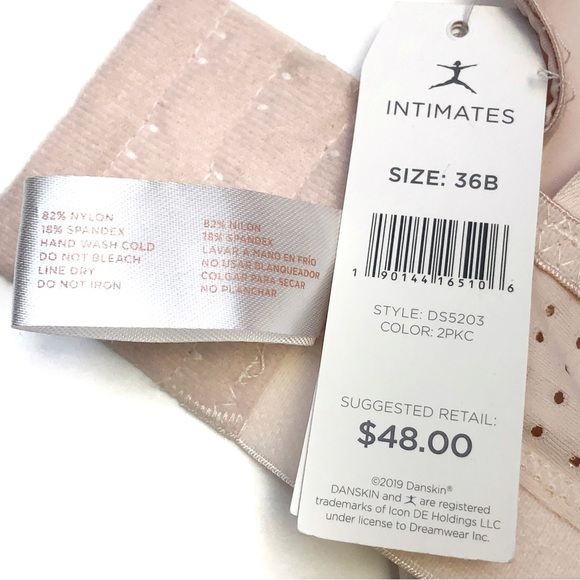 82% NYLON
18% SPANDEX
HAND WASH COLD
DO NOT BLEACH
LINE DRY
DO NOT IRON
82% NILON
18% SPANDEX
LAVAR A MANO EN FRÍO
NO USAR BLANQUEADOR
COLGAR PARA SECAR
NO PLANCHAR
INTIMATES
SIZE: 36B
1 90144 16510 6
STYLE: DS5203
COLOR: 2PKC
SUGGESTED RETAIL:
$48.00
©2019 Danskin®
DANSKIN and are registered
trademarks of Icon DE Holdings LLC
under license to Dreamwear Inc.